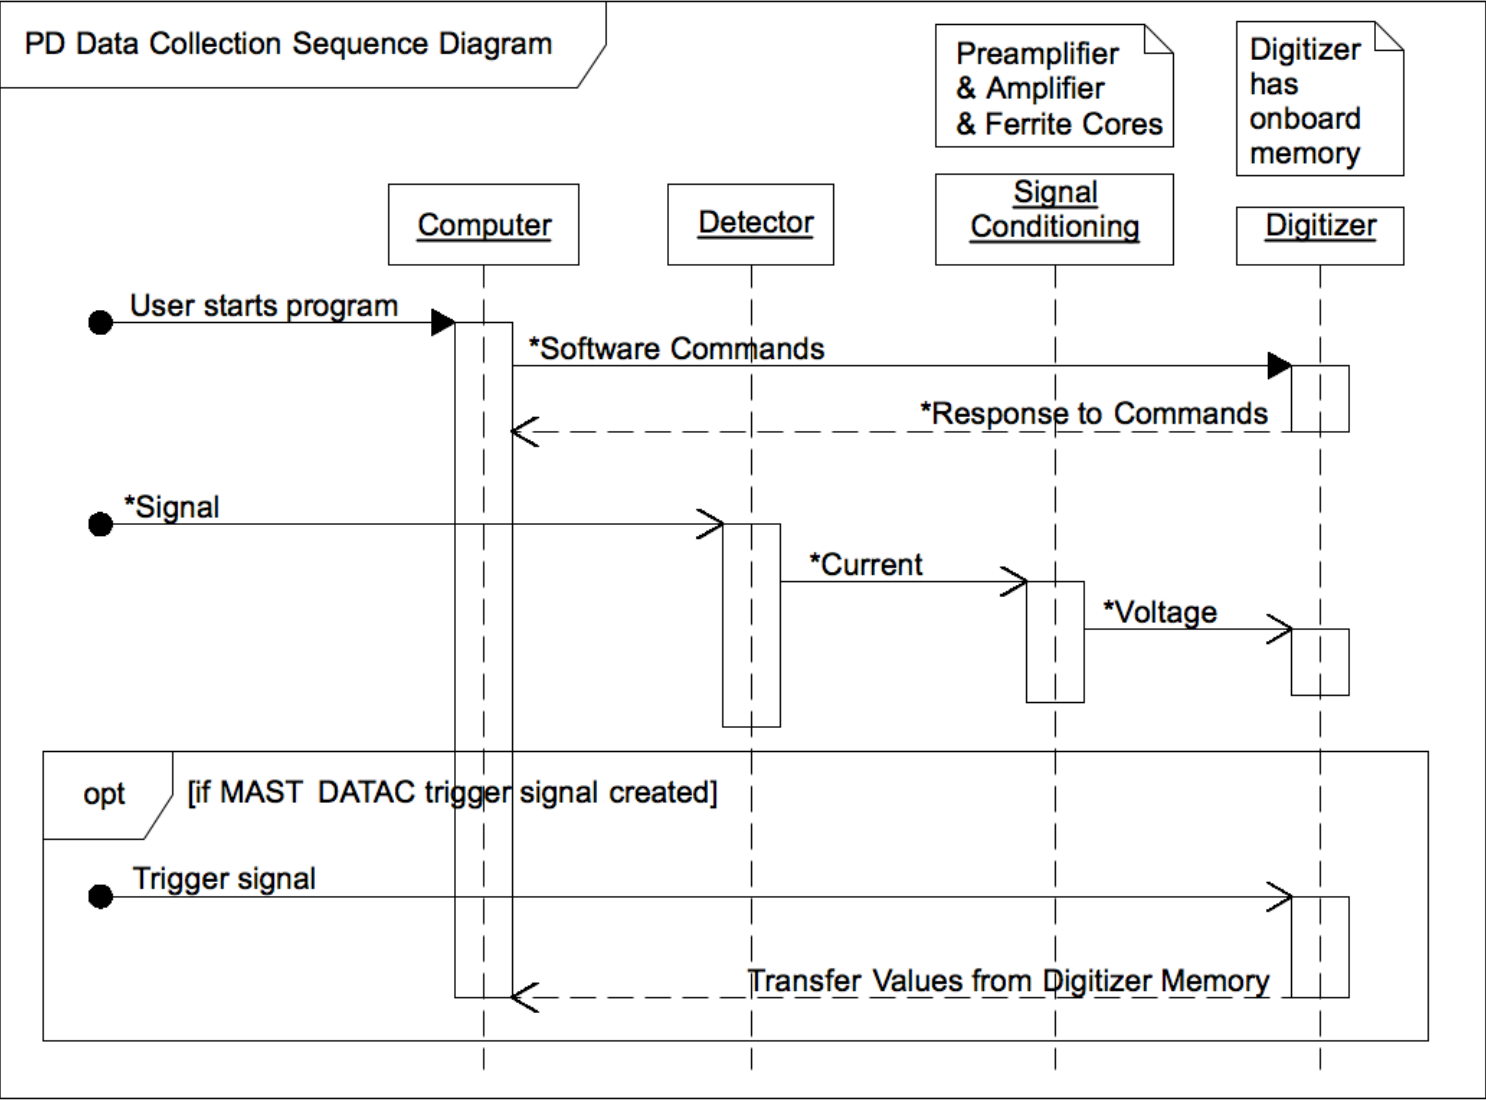 PD Data Collection Sequence Diagram
Preamplifier
& Amplifier
& Ferrite Cores
Digitizer
has
onboard
memory
Computer
Detector
Signal
Conditioning
Digitizer
User starts program
*Software Commands
*Response to Commands
*Signal
*Current
*Voltage
opt
[if MAST DATAC trigger signal created]
Trigger signal
Transfer Values from Digitizer Memory